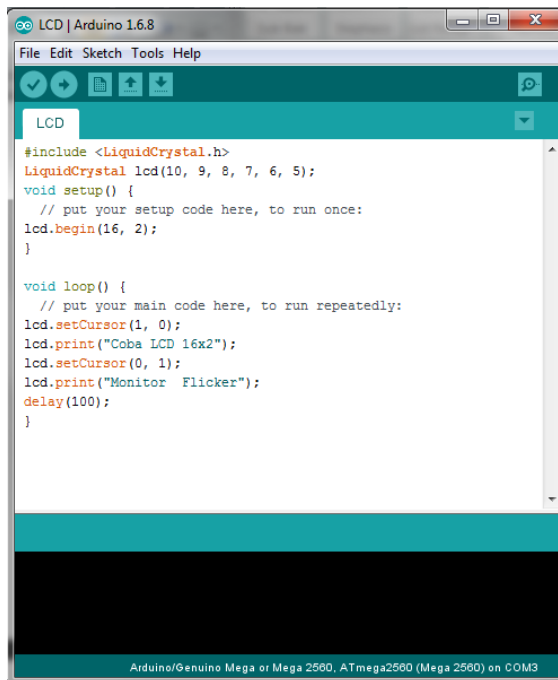 LCD | Arduino 1.6.8
File Edit Sketch Tools Help
LCD
#include <LiquidCrystal.h>
LiquidCrystal lcd(10, 9, 8, 7, 6, 5);
void setup() {
  // put your setup code here, to run once:
lcd.begin(16, 2);
}

void loop() {
  // put your main code here, to run repeatedly:
lcd.setCursor(1, 0);
lcd.print("Coba LCD 16x2");
lcd.setCursor(0, 1);
lcd.print("Monitor  Flicker");
delay(100);
}
Arduino/Genuino Mega or Mega 2560, ATmega2560 (Mega 2560) on COM3